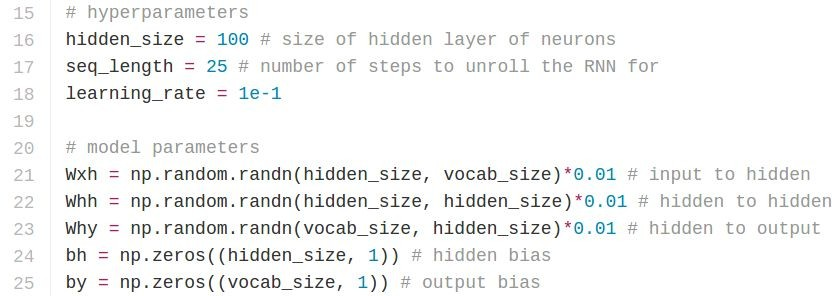 15 # hyperparameters
16 hidden_size = 100 # size of hidden layer of neurons
17 seq_length = 25 # number of steps to unroll the RNN for
18 learning_rate = 1e-1
19
20 # model parameters
21 Wxh = np.random.randn(hidden_size, vocab_size)*0.01 # input to hidden
22 Whh = np.random.randn(hidden_size, hidden_size)*0.01 # hidden to hidden
23 Why = np.random.randn(vocab_size, hidden_size)*0.01 # hidden to output
24 bh = np.zeros((hidden_size, 1)) # hidden bias
25 by = np.zeros((vocab_size, 1)) # output bias